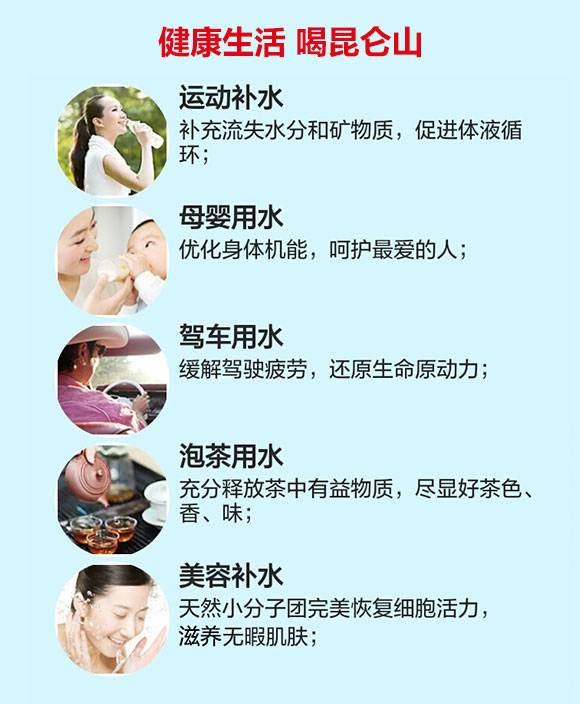 健康生活 喝昆仑山
运动补水
补充流失水分和矿物质，促进体液循
环；
母婴用水
优化身体机能，呵护最爱的人；
驾车用水
缓解驾驶疲劳，还原生命原动力；
泡茶用水
充分释放茶中有益物质，尽显好茶色、
香、味；
美容补水
天然小分子团完美恢复细胞活力，
滋养无暇肌肤；